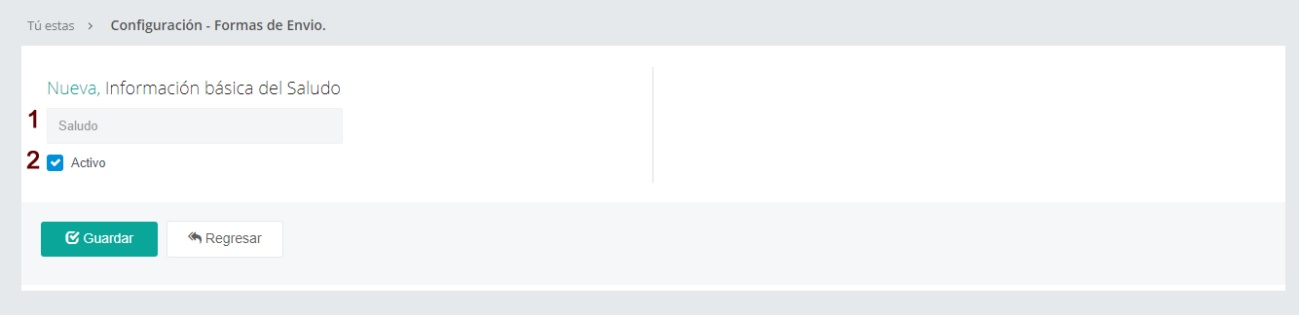 Tú estas > Configuración - Formas de Envio.
Nueva, Información básica del Saludo
1 Saludo
2 Activo
Guardar Regresar